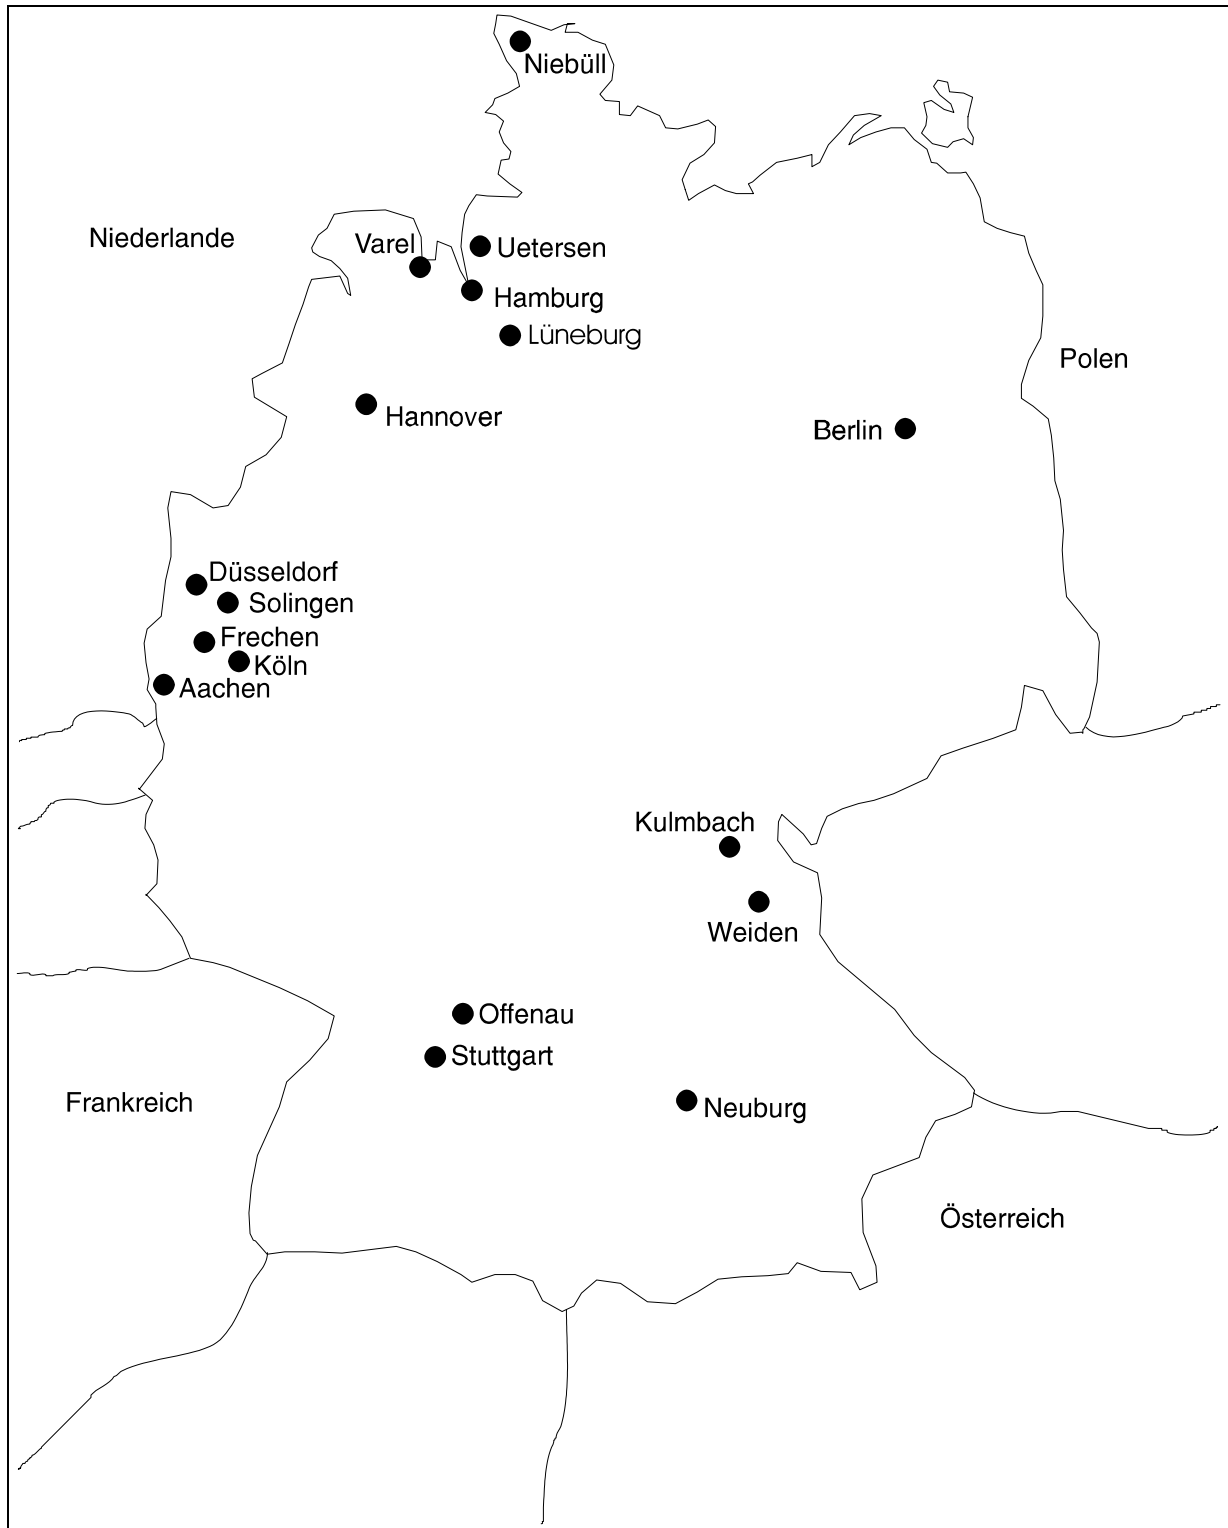 Niebüll
Niederlande
Varel
Uetersen
Hamburg
Lüneburg
Polen
Hannover
Berlin
Düsseldorf
Solingen
Frechen
Köln
Aachen
Kulmbach
Weiden
Offenau
Stuttgart
Frankreich
Neuburg
Österreich